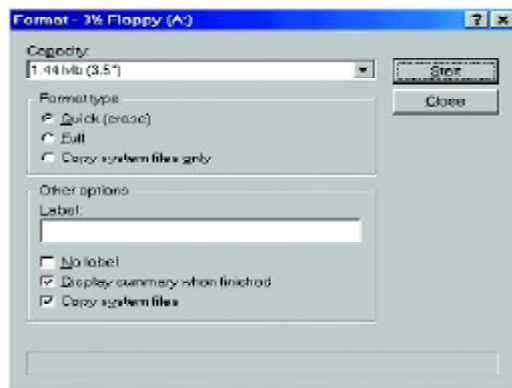 Format - 3½ Floppy (A:)
Capacity:
1.44 Mb (3.5")
Start
Close
Format type
Quick (erase)
Full
Copy system files only
Other options
Label:
No label
Display summary when finished
Copy system files